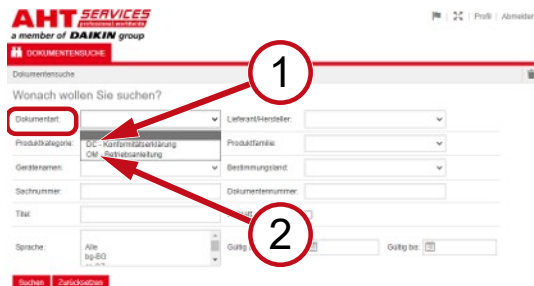 AHT SERVICES
professional worldwide
a member of DAIKIN group
Profil | Abmelden
DOKUMENTENSUCHE
Dokumentensuche
Wonach wollen Sie suchen?
1
Dokumentart:
Lieferant/Hersteller:
Produktkategorie:
DC - Konformitätserklärung
OM - Betriebsanleitung
Produktfamilie:
Gerätenamen:
Bestimmungsland:
Sachnummer:
Dokumentennummer:
Titel:
2
Sprache:
Alle
bg-BG
Gültig
Gültig bis:
Suchen
Zurücksetzen